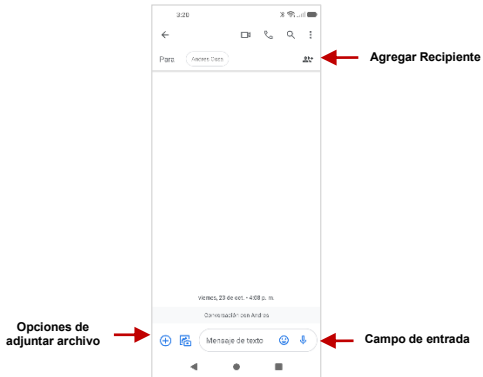 3:20
Para
Agregar Recipiente
viernes, 23 de oct. • 4:08 p. m.
Conversación con Andres
Opciones de
adjuntar archivo
Mensaje de texto
Campo de entrada